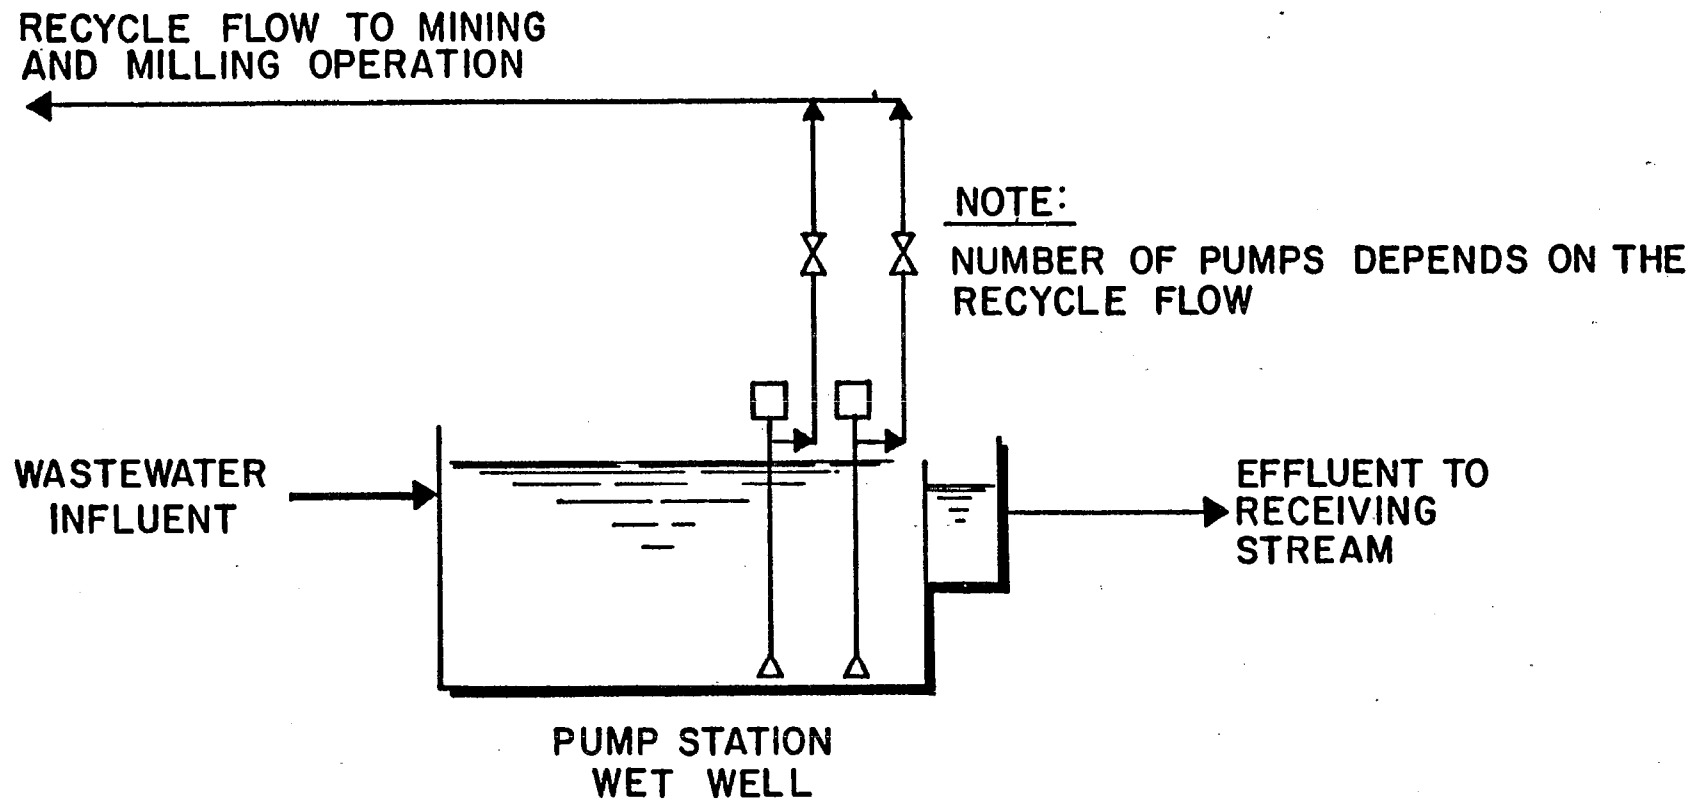 RECYCLE FLOW TO MINING
AND MILLING OPERATION
NOTE:
NUMBER OF PUMPS DEPENDS ON THE
RECYCLE FLOW
WASTEWATER
INFLUENT
EFFLUENT TO
RECEIVING
STREAM
PUMP STATION
WET WELL